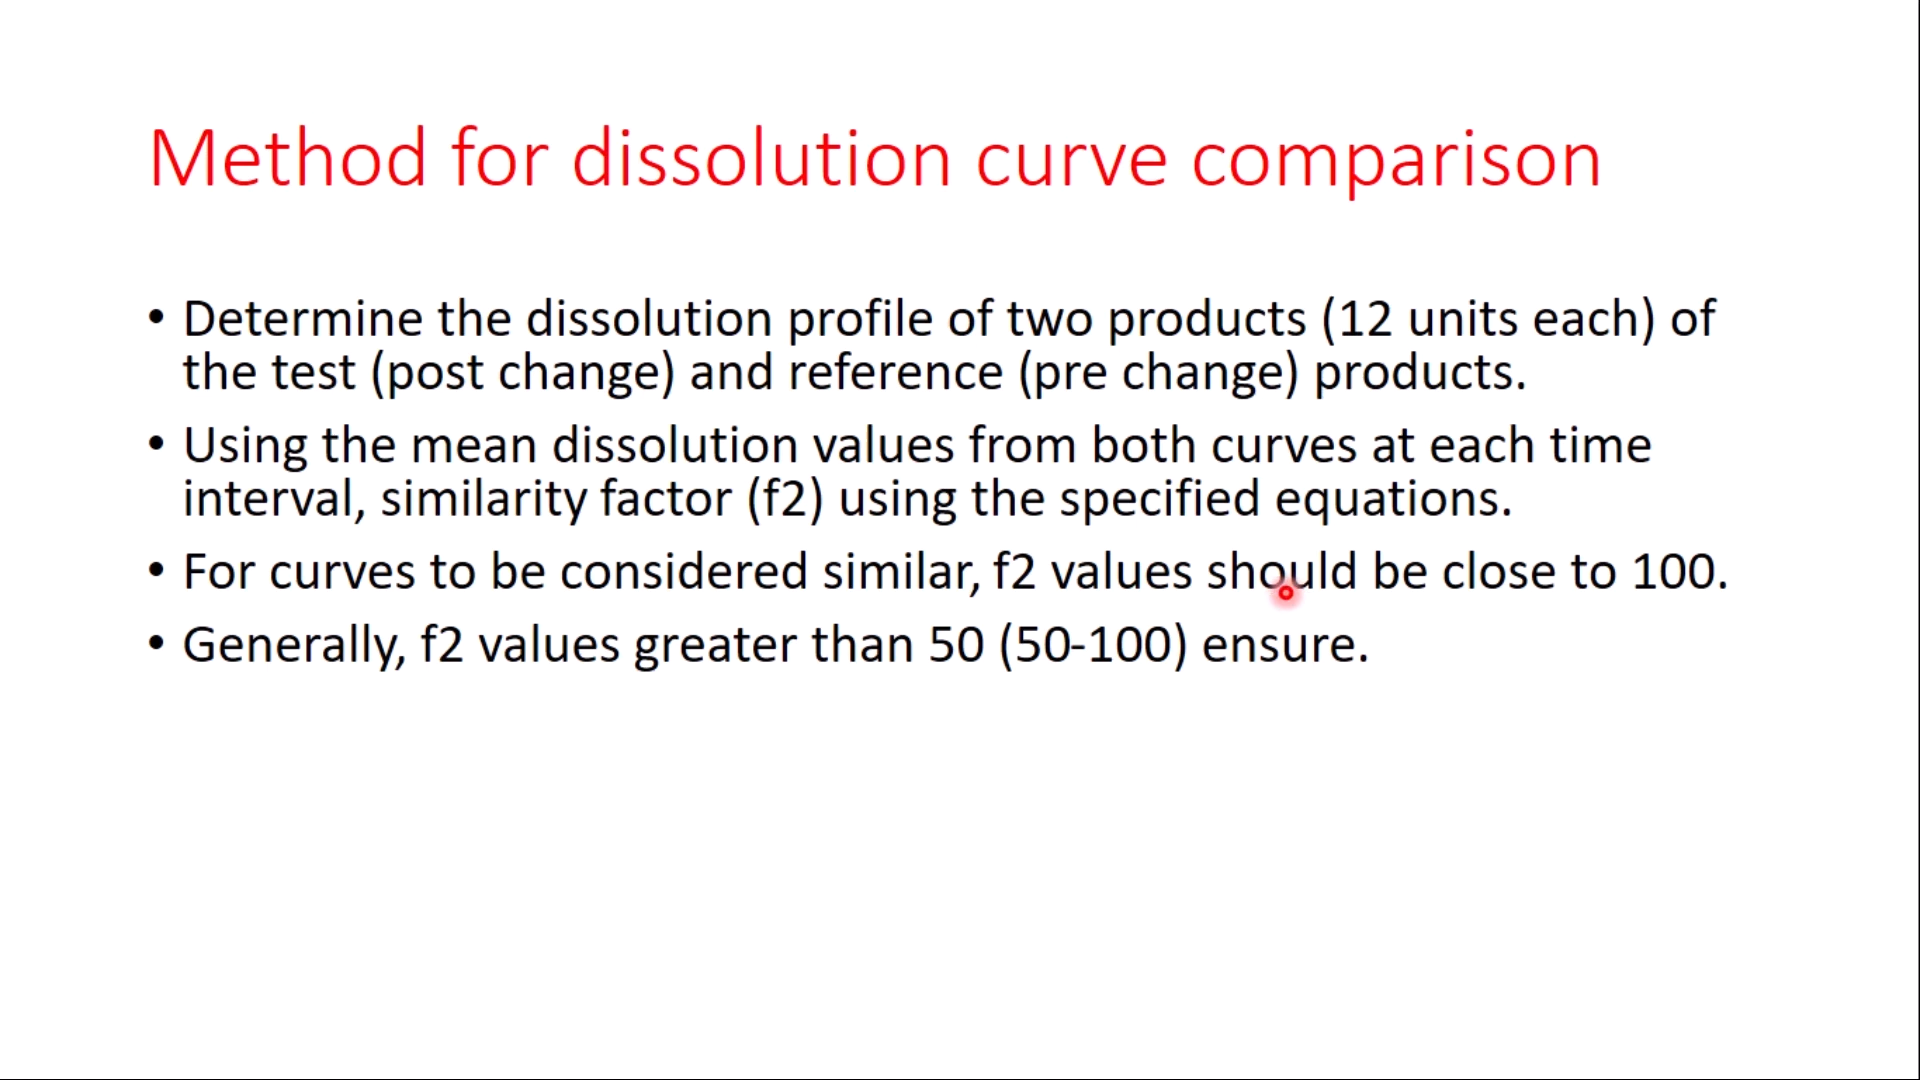 Method for dissolution curve comparison
• Determine the dissolution profile of two products (12 units each) of
the test (post change) and reference (pre change) products.
• Using the mean dissolution values from both curves at each time
interval, similarity factor (f2) using the specified equations.
• For curves to be considered similar, f2 values should be close to 100.
• Generally, f2 values greater than 50 (50-100) ensure.